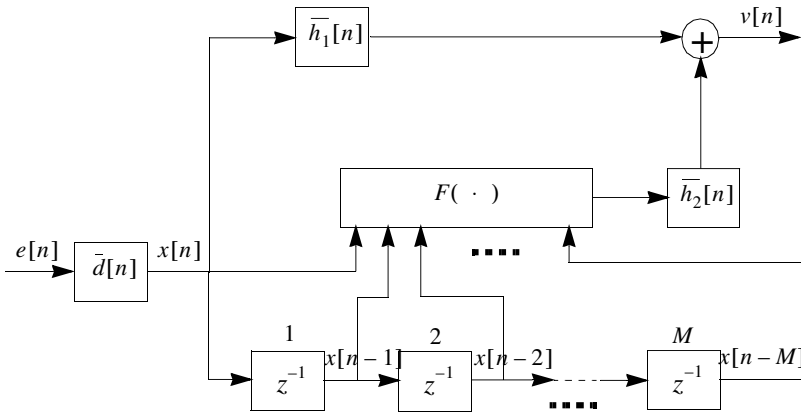 h̅₁[n]
v[n]
+
F( · )
h̅₂[n]
e[n]
d̄[n]
x[n]
1
2
M
z⁻¹
x[n – 1]
z⁻¹
x[n – 2]
z⁻¹
x[n – M]